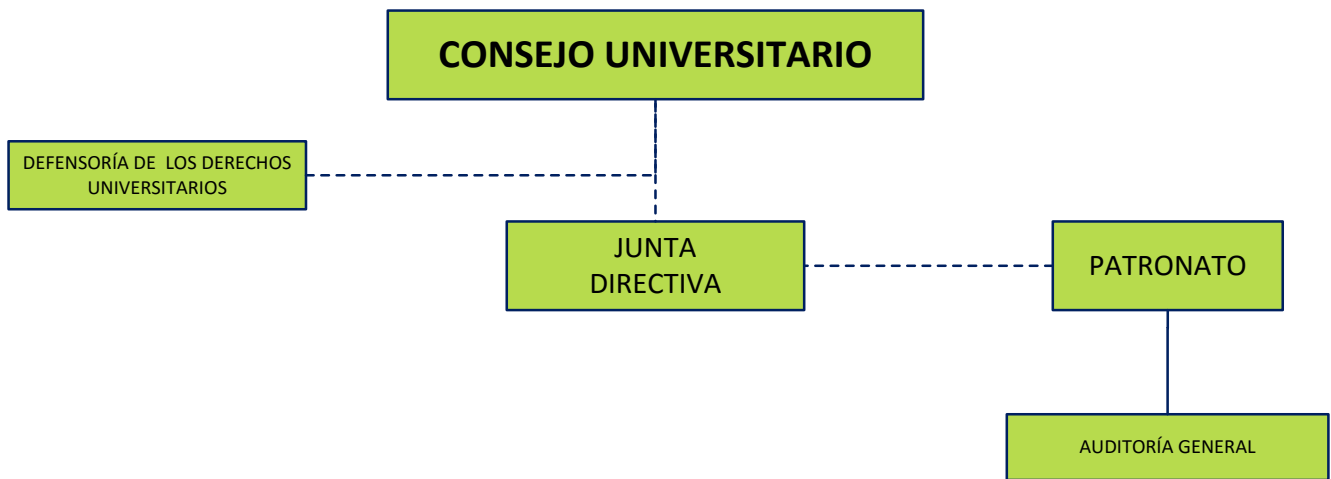 CONSEJO UNIVERSITARIO
DEFENSORÍA DE LOS DERECHOS
UNIVERSITARIOS
JUNTA
DIRECTIVA
PATRONATO
AUDITORÍA GENERAL